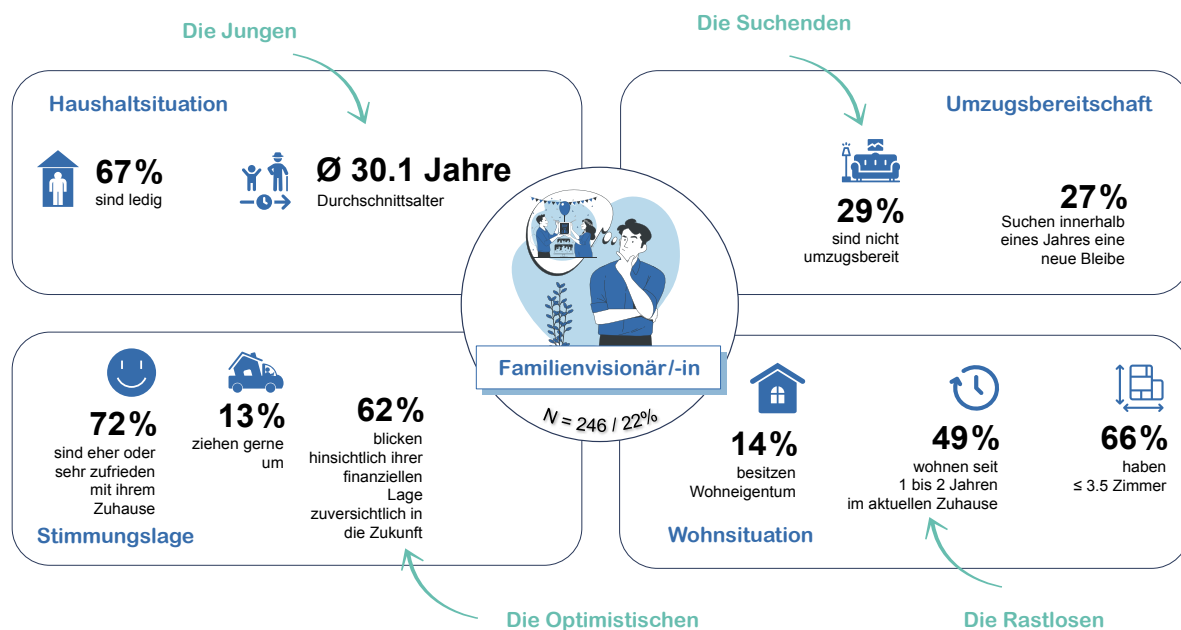 Die Jungen
Die Suchenden
Haushaltsituation
67%
sind ledig
Ø 30.1 Jahre
Durchschnittsalter
Umzugsbereitschaft
29%
sind nicht
umzugsbereit
27%
Suchen innerhalb
eines Jahres eine
neue Bleibe
Familienvisionär/-in
N = 246 / 22%
72%
sind eher oder
sehr zufrieden
mit ihrem
Zuhause
13%
ziehen gerne
um
62%
blicken
hinsichtlich ihrer
finanziellen
Lage
zuversichtlich in
die Zukunft
Stimmungslage
14%
besitzen
Wohneigentum
49%
wohnen seit
1 bis 2 Jahren
im aktuellen Zuhause
66%
haben
≤ 3.5 Zimmer
Wohnsituation
Die Optimistischen
Die Rastlosen